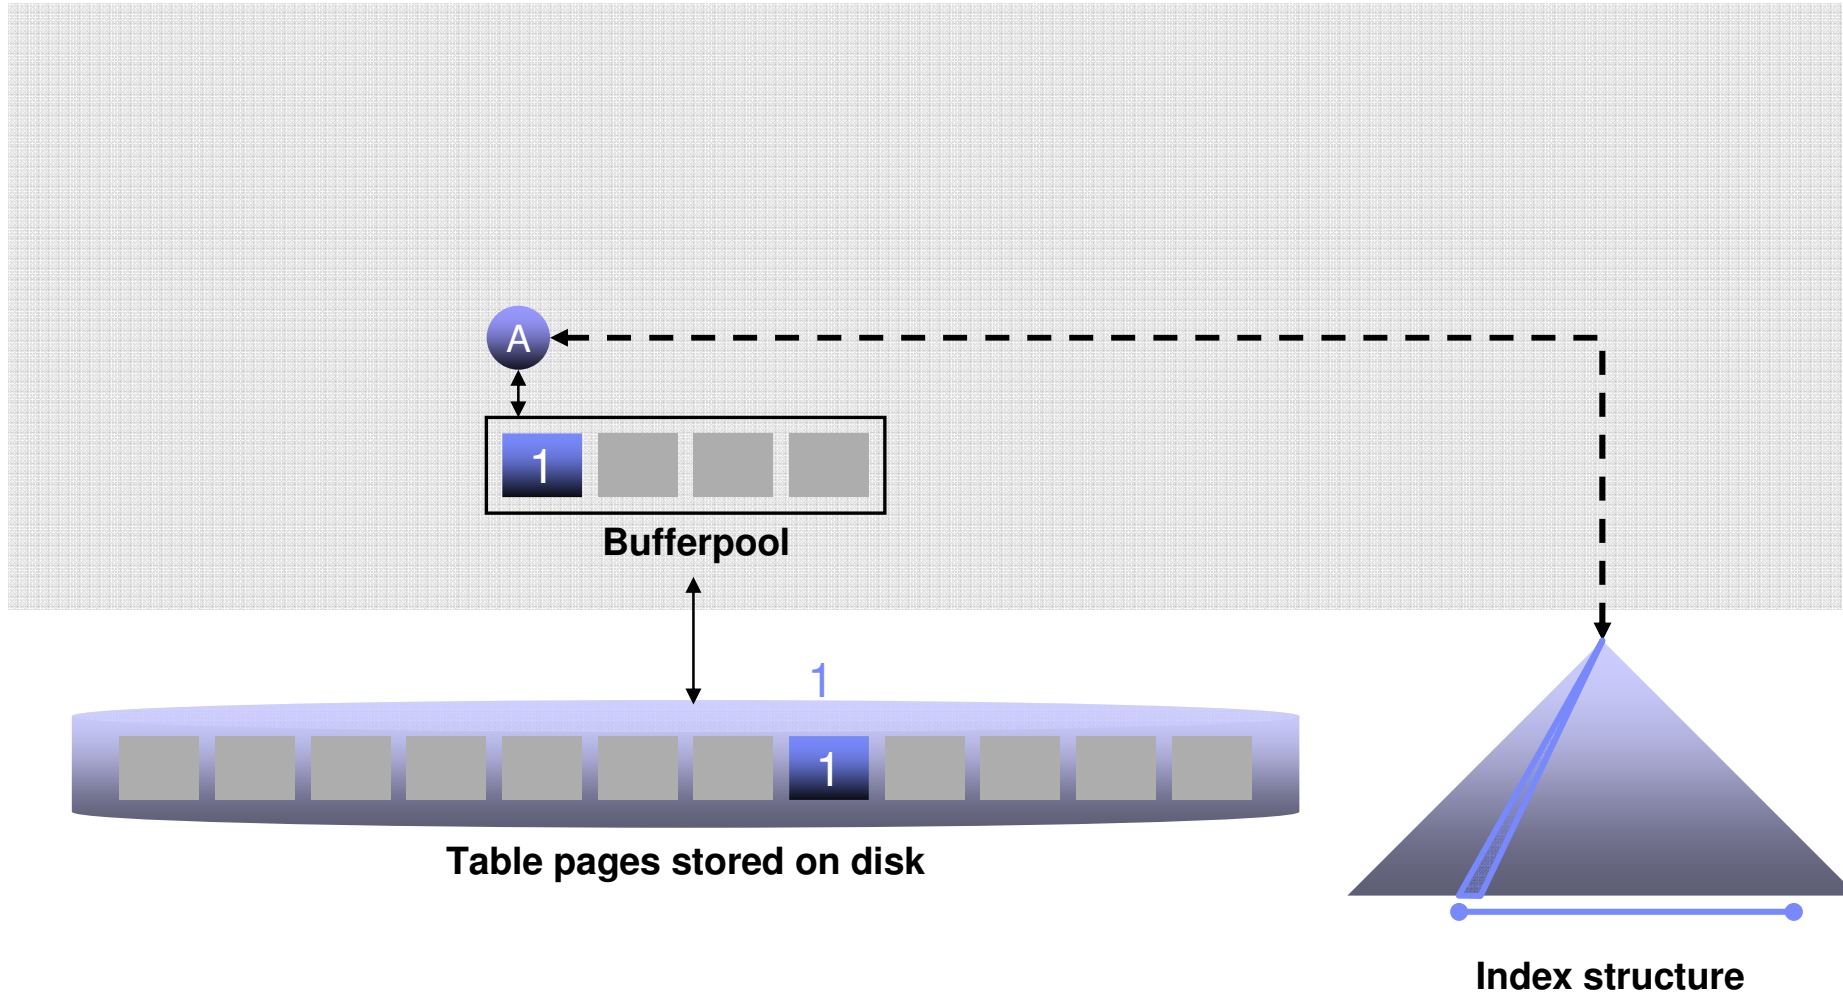 A
1
Bufferpool
1
1
Table pages stored on disk
Index structure